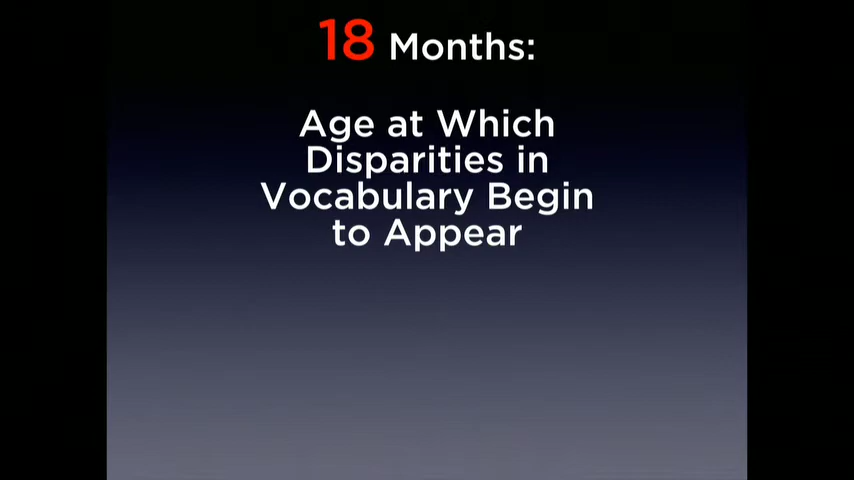 18 Months:
Age at Which
Disparities in
Vocabulary Begin
to Appear